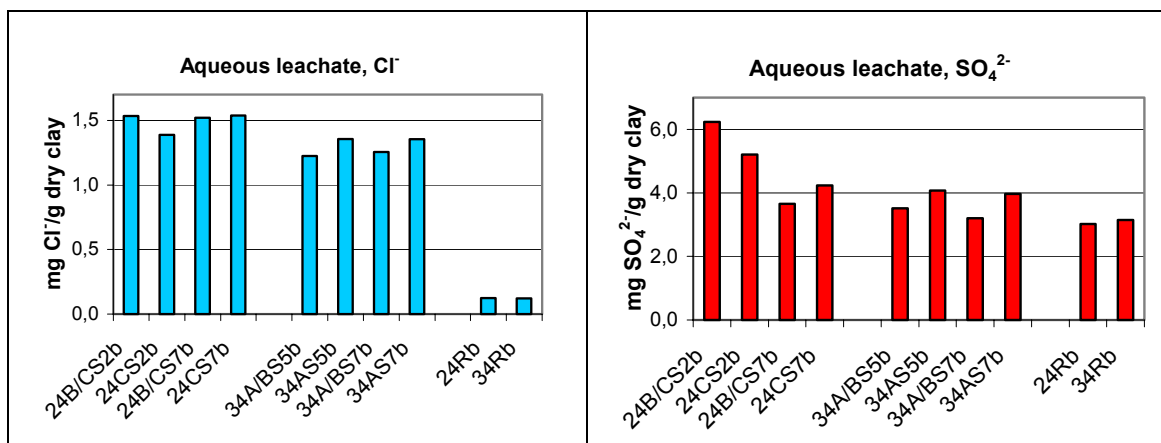 Aqueous leachate, Cl⁻
mg Cl⁻/g dry clay
1,5
1,0
0,5
0,0
24B/CS2b
24CS2b
24B/CS7b
24CS7b
34A/BS5b
34AS5b
34A/BS7b
34AS7b
24Rb
34Rb
Aqueous leachate, SO₄²⁻
mg SO₄²⁻/g dry clay
6,0
4,0
2,0
0,0
24B/CS2b
24CS2b
24B/CS7b
24CS7b
34A/BS5b
34AS5b
34A/BS7b
34AS7b
24Rb
34Rb